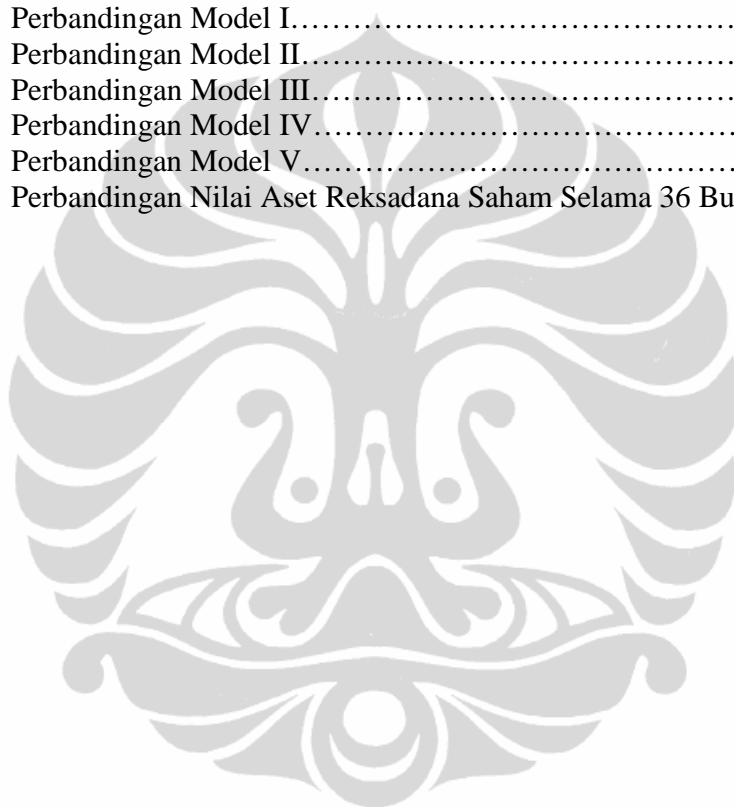 Perbandingan Model I……………………………………
Perbandingan Model II……………………………………
Perbandingan Model III……………………………………
Perbandingan Model IV……………………………………
Perbandingan Model V……………………………………
Perbandingan Nilai Aset Reksadana Saham Selama 36 Bu